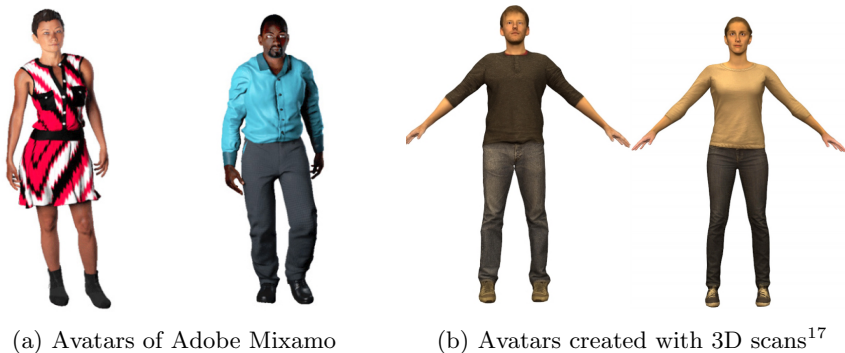 (a) Avatars of Adobe Mixamo
(b) Avatars created with 3D scans17